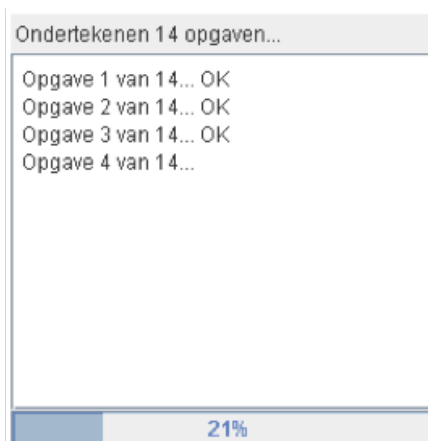 Ondertekenen 14 opgaven...
Opgave 1 van 14... OK
Opgave 2 van 14... OK
Opgave 3 van 14... OK
Opgave 4 van 14...
21%